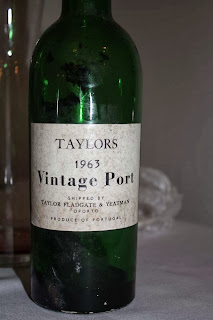 TAYLORS
1963
Vintage Port
SHIPPED BY
TAYLOR FLADGATE & YEATMAN
OPORTO
PRODUCE OF PORTUGAL